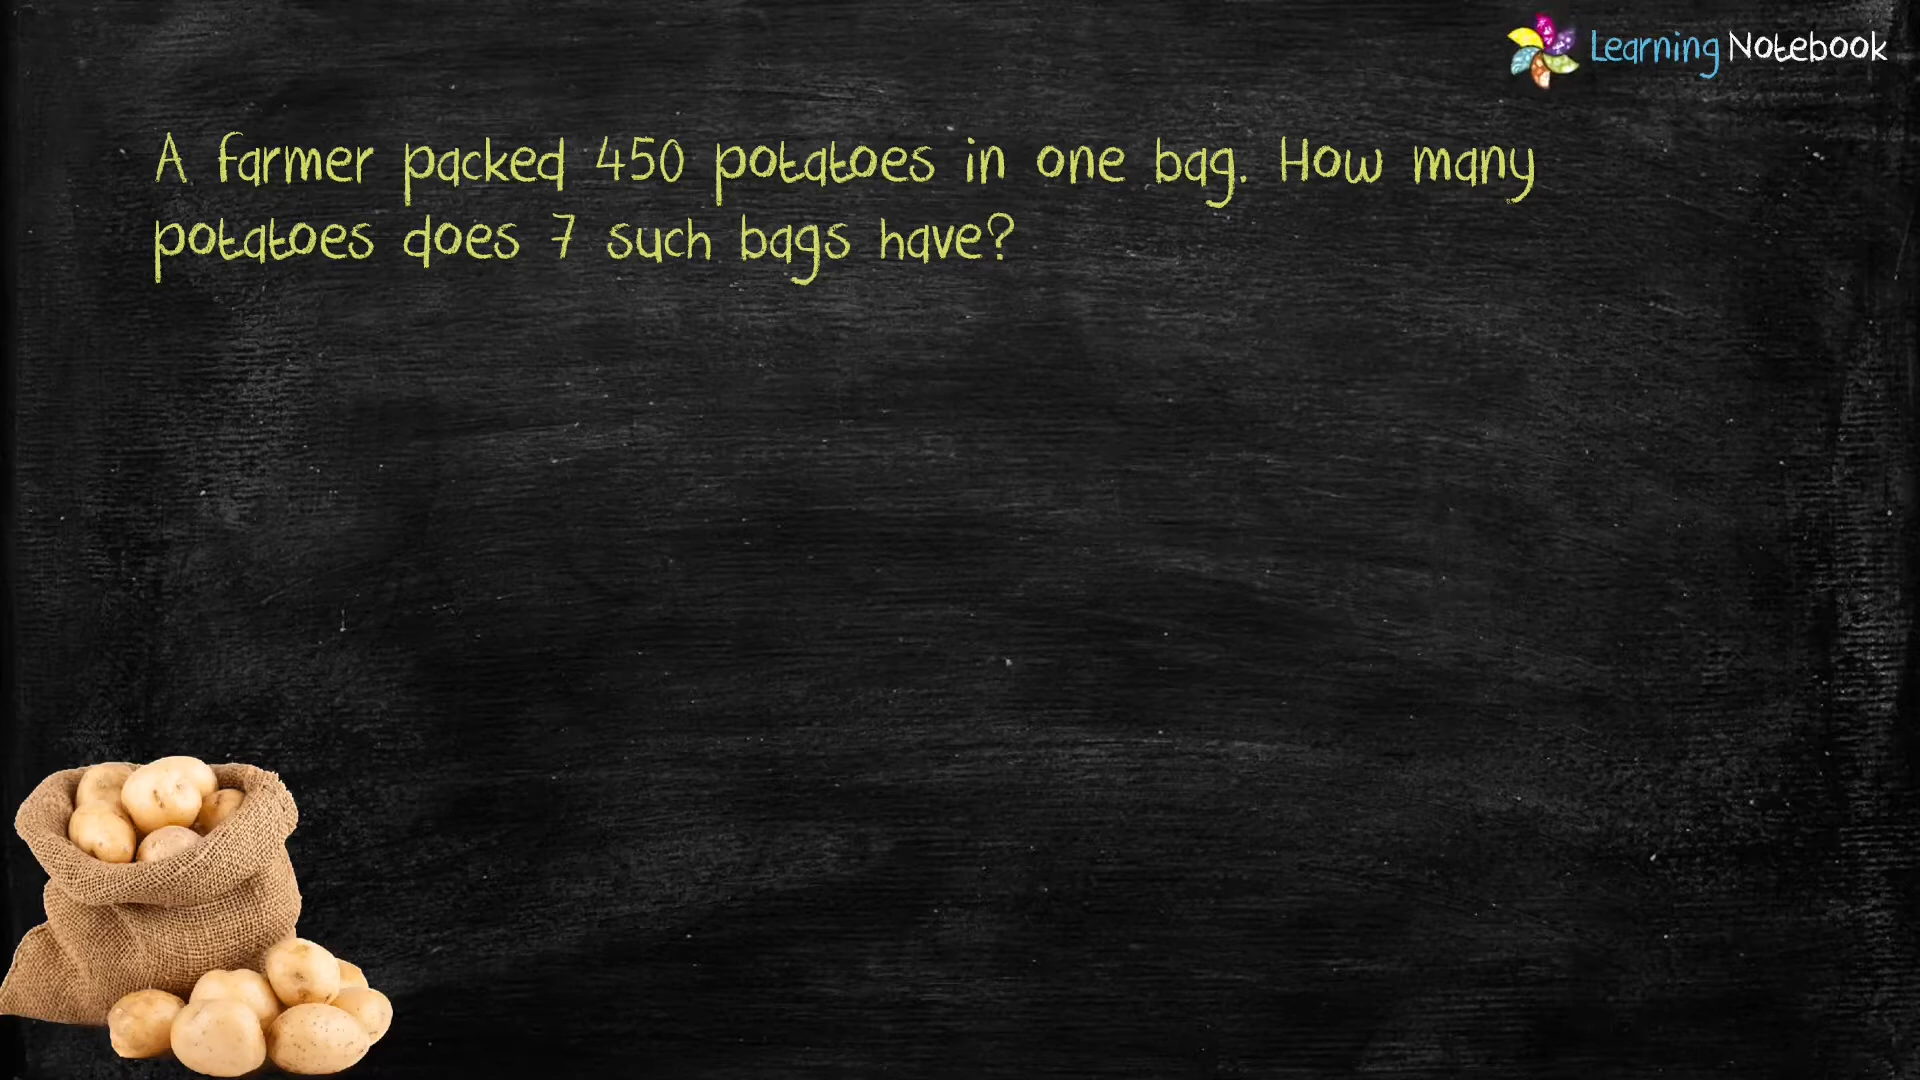 Learning Notebook
A farmer packed 450 potatoes in one bag. How many
potatoes does 7 such bags have?